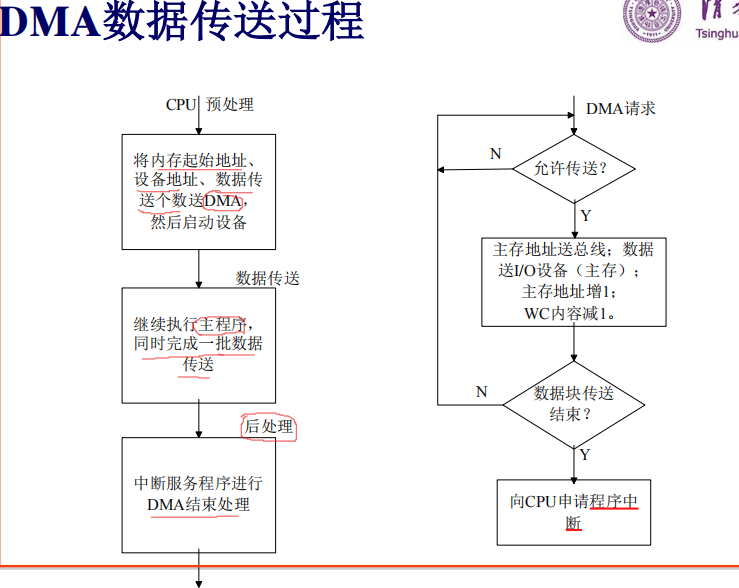 DMA数据传送过程
Tsinghu
CPU 预处理
将内存起始地址、
设备地址、数据传
送个数送DMA，
然后启动设备
数据传送
继续执行主程序，
同时完成一批数据
传送
后处理
中断服务程序进行
DMA结束处理
DMA请求
允许传送？
N
Y
主存地址送总线；数据
送I/O设备（主存）；
主存地址增1；
WC内容减1。
数据块传送
结束？
N
Y
向CPU申请程序中
断